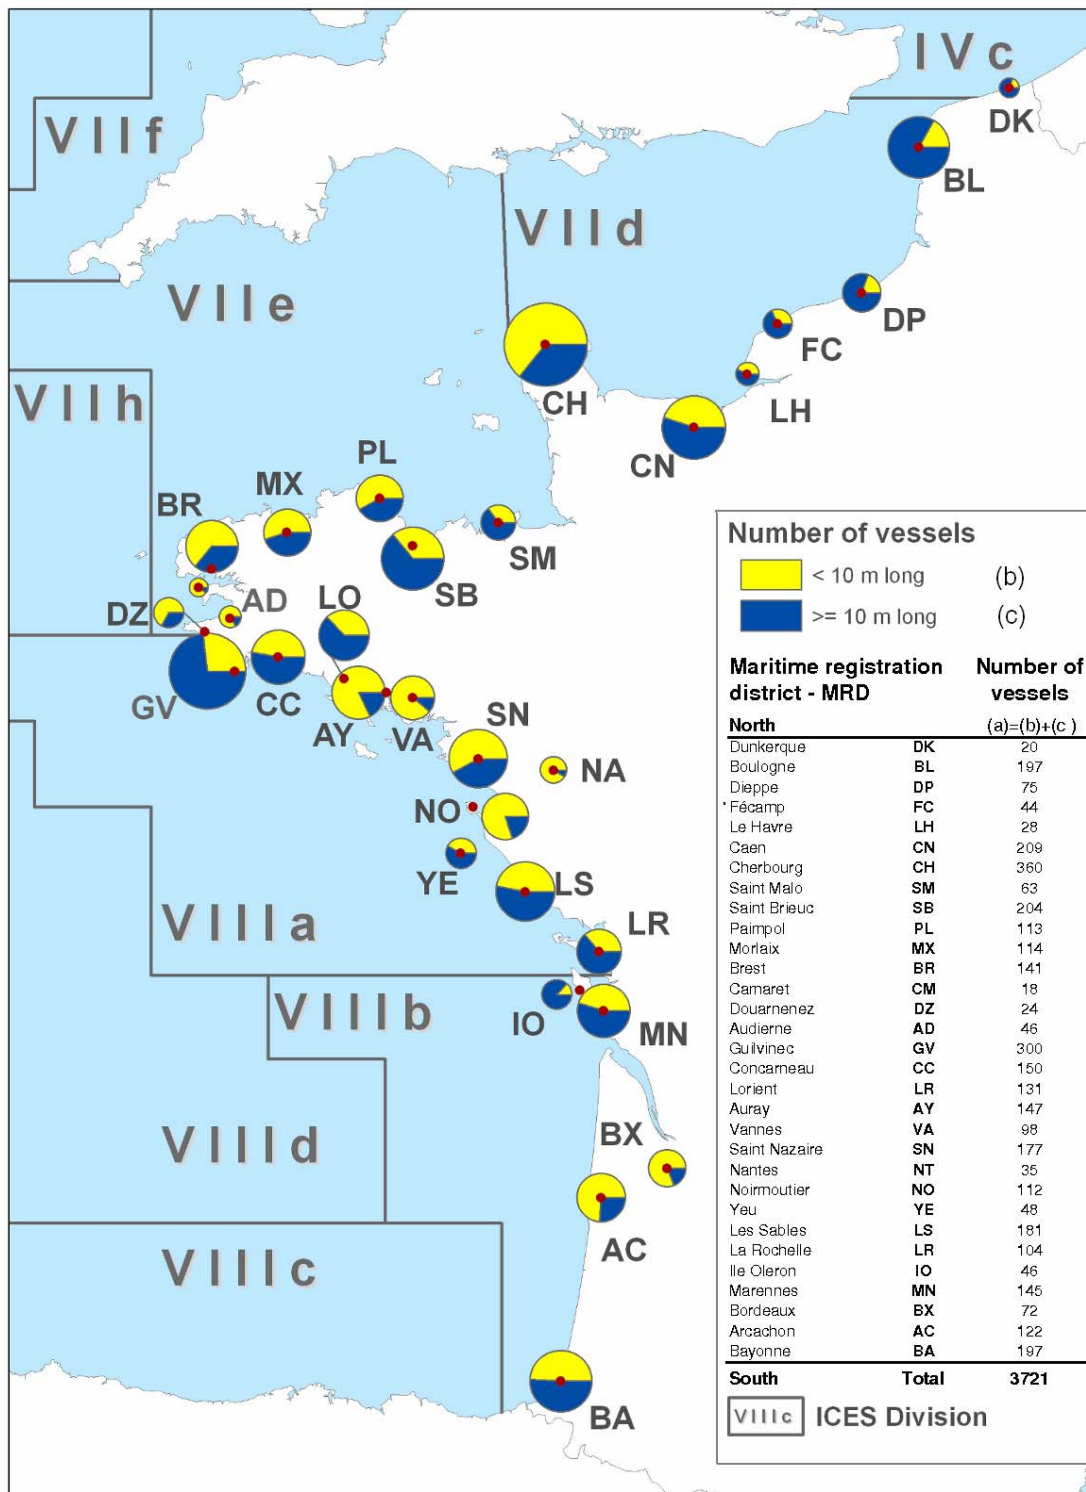 IVc
DK
VIIf
BL
VIId
VIIe
DP
FC
VIIh
CH
LH
CN
PL
MX
BR
SM
SB
LO
AD
DZ
GV
CC
AY
VA
SN
NA
NO
YE
LS
VIIIa
LR
VIIIb
IO
MN
VIIId
BX
AC
VIIIc
BA
Number of vessels
< 10 m long (b)
>= 10 m long (c)
Maritime registration Number of
district - MRD vessels
North (a)=(b)+(c )
Dunkerque DK 20
Boulogne BL 197
Dieppe DP 75
Fécamp FC 44
Le Havre LH 28
Caen CN 209
Cherbourg CH 360
Saint Malo SM 63
Saint Brieuc SB 204
Paimpol PL 113
Morlaix MX 114
Brest BR 141
Camaret CM 18
Douarnenez DZ 24
Audierne AD 46
Guilvinec GV 300
Concarneau CC 150
Lorient LR 131
Auray AY 147
Vannes VA 98
Saint Nazaire SN 177
Nantes NT 35
Noirmoutier NO 112
Yeu YE 48
Les Sables LS 181
La Rochelle LR 104
Ile Oleron IO 46
Marennes MN 145
Bordeaux BX 72
Arcachon AC 122
Bayonne BA 197
South Total 3721
VIIIc ICES Division